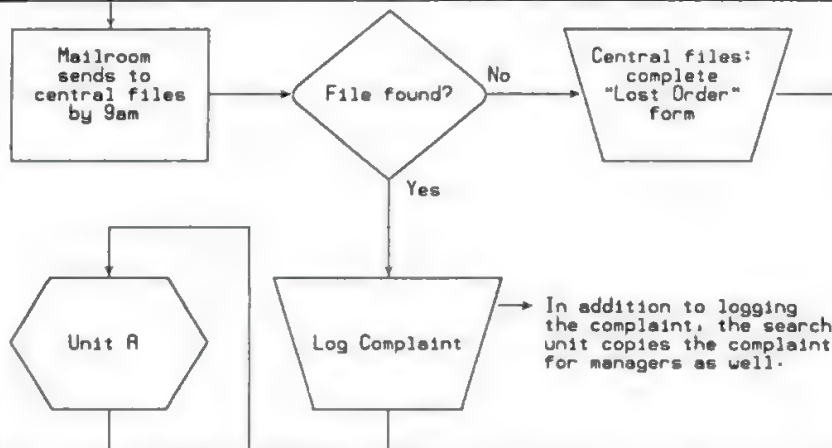 Mailroom
sends to
central files
by 9am
File found?
No
Central files:
complete
"Lost Order"
form
Yes
Unit A
Log Complaint
In addition to logging
the complaint, the search
unit copies the complaint
for managers as well.